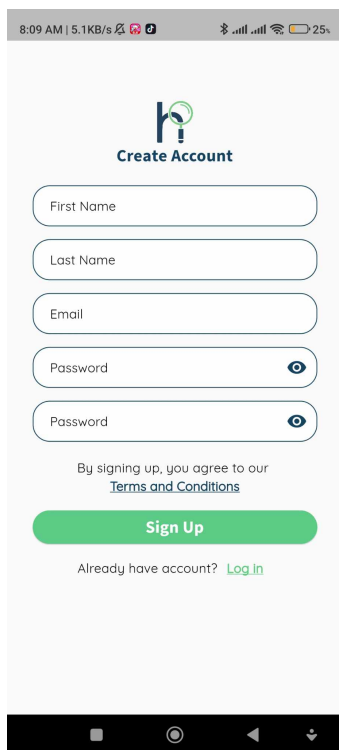 8:09 AM | 5.1KB/s 25%
Create Account
First Name
Last Name
Email
Password
Password
By signing up, you agree to our
Terms and Conditions
Sign Up
Already have account? Log In